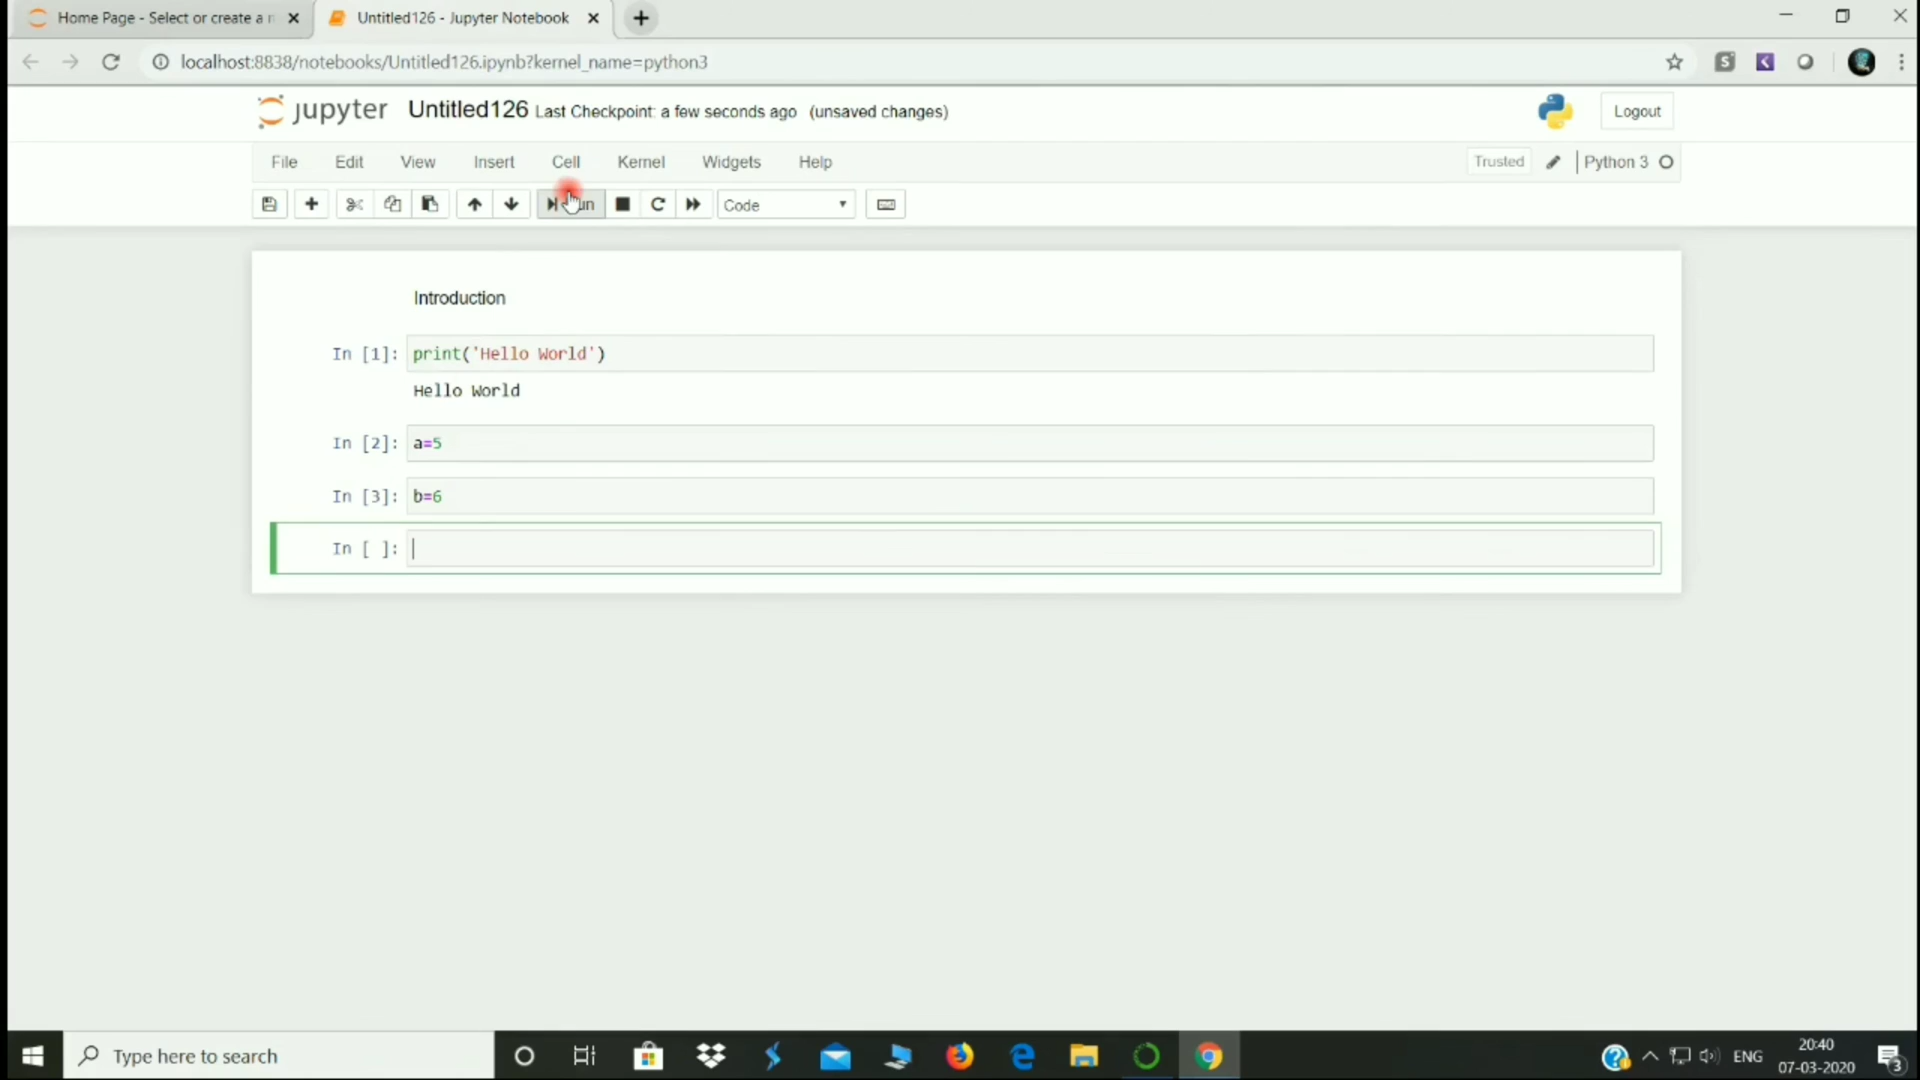 Home Page - Select or create a n
Untitled126 - Jupyter Notebook
localhost:8838/notebooks/Untitled126.ipynb?kernel_name=python3
jupyter Untitled126 Last Checkpoint: a few seconds ago (unsaved changes)
Logout
File Edit View Insert Cell Kernel Widgets Help
Trusted
Python 3
Code
Introduction
In [1]: print('Hello World')
Hello World
In [2]: a=5
In [3]: b=6
In [ ]:
Type here to search
ENG
20:40
07-03-2020
3